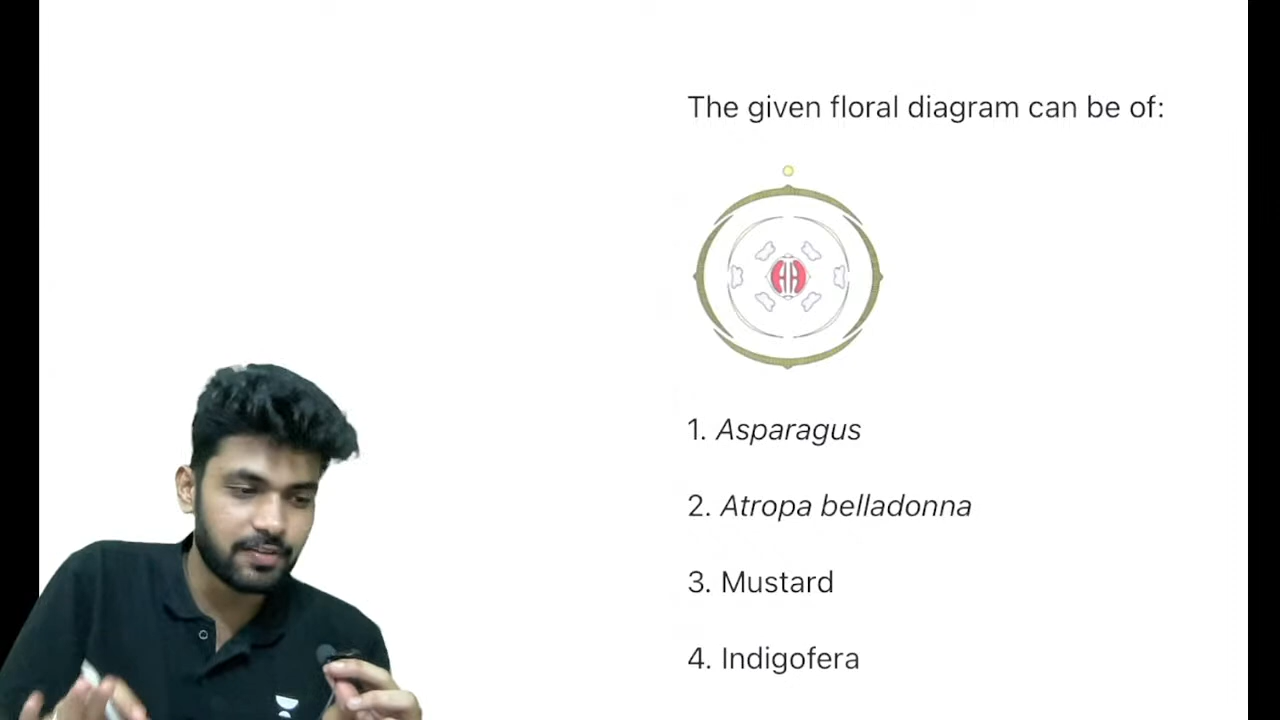 The given floral diagram can be of:
1. Asparagus
2. Atropa belladonna
3. Mustard
4. Indigofera